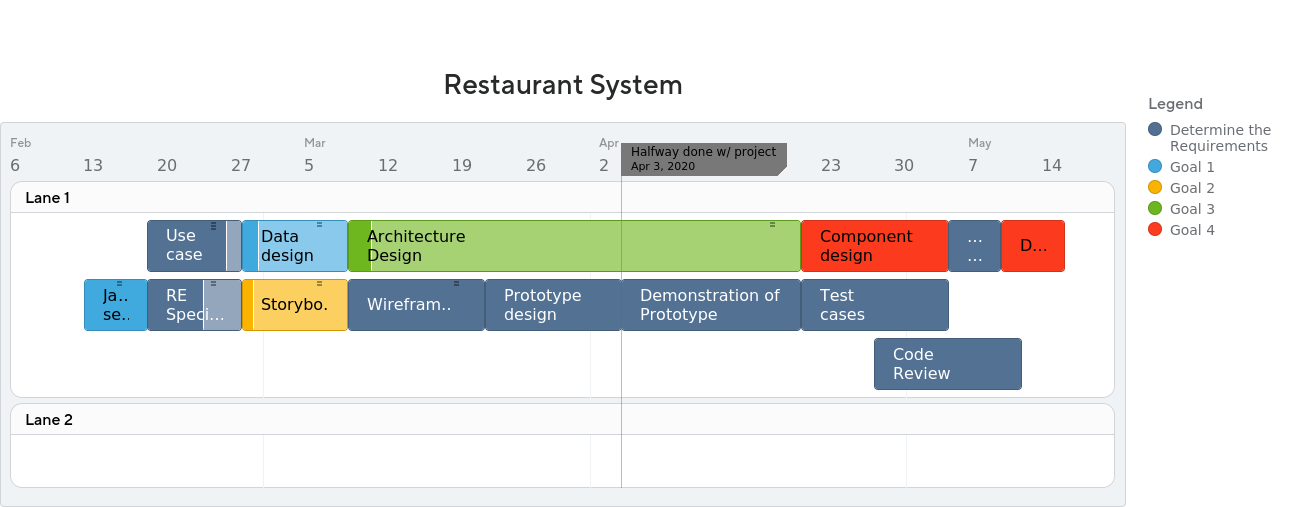 Restaurant System
Legend
Determine the
Requirements
Goal 1
Goal 2
Goal 3
Goal 4
Feb Mar Apr May
6 13 20 27 5 12 19 26 2 23 30 7 14
Halfway done w/ project
Apr 3, 2020
Lane 1
Use
case
Data
design
Architecture
Design
Component
design
...
...
D...
Ja..
se..
RE
Speci...
Storybo.
Wirefram..
Prototype
design
Demonstration of
Prototype
Test
cases
Code
Review
Lane 2